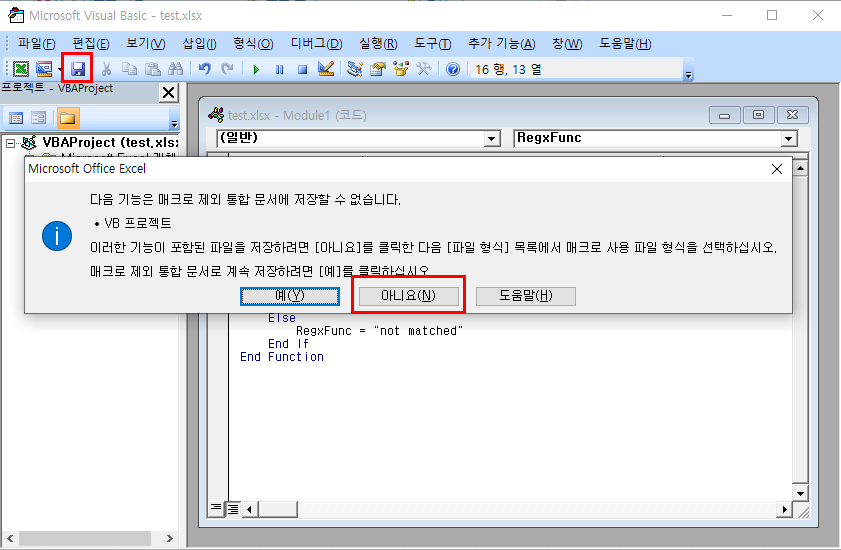 Microsoft Visual Basic - test.xlsx
파일(F) 편집(E) 보기(V) 삽입(I) 형식(O) 디버그(D) 실행(R) 도구(T) 추가 기능(A) 창(W) 도움말(H)
16 행, 13 열
프로젝트 - VBAProject
VBAProject (test.xls:
test.xlsx - Module1 (코드)
(일반) RegxFunc
Microsoft Office Excel
다음 기능은 매크로 제외 통합 문서에 저장할 수 없습니다.
• VB 프로젝트
이러한 기능이 포함된 파일을 저장하려면 [아니요]를 클릭한 다음 [파일 형식] 목록에서 매크로 사용 파일 형식을 선택하십시오.
매크로 제외 통합 문서로 계속 저장하려면 [예]를 클릭하십시오.
예(Y) 아니요(N) 도움말(H)
Else
RegxFunc = "not matched"
End If
End Function